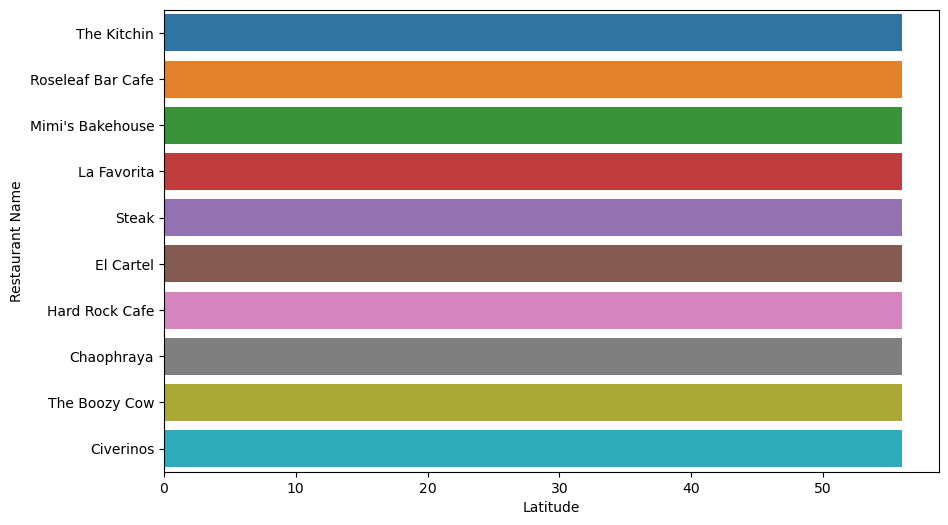 Restaurant Name
The Kitchin
Roseleaf Bar Cafe
Mimi's Bakehouse
La Favorita
Steak
El Cartel
Hard Rock Cafe
Chaophraya
The Boozy Cow
Civerinos
0 10 20 30 40 50
Latitude